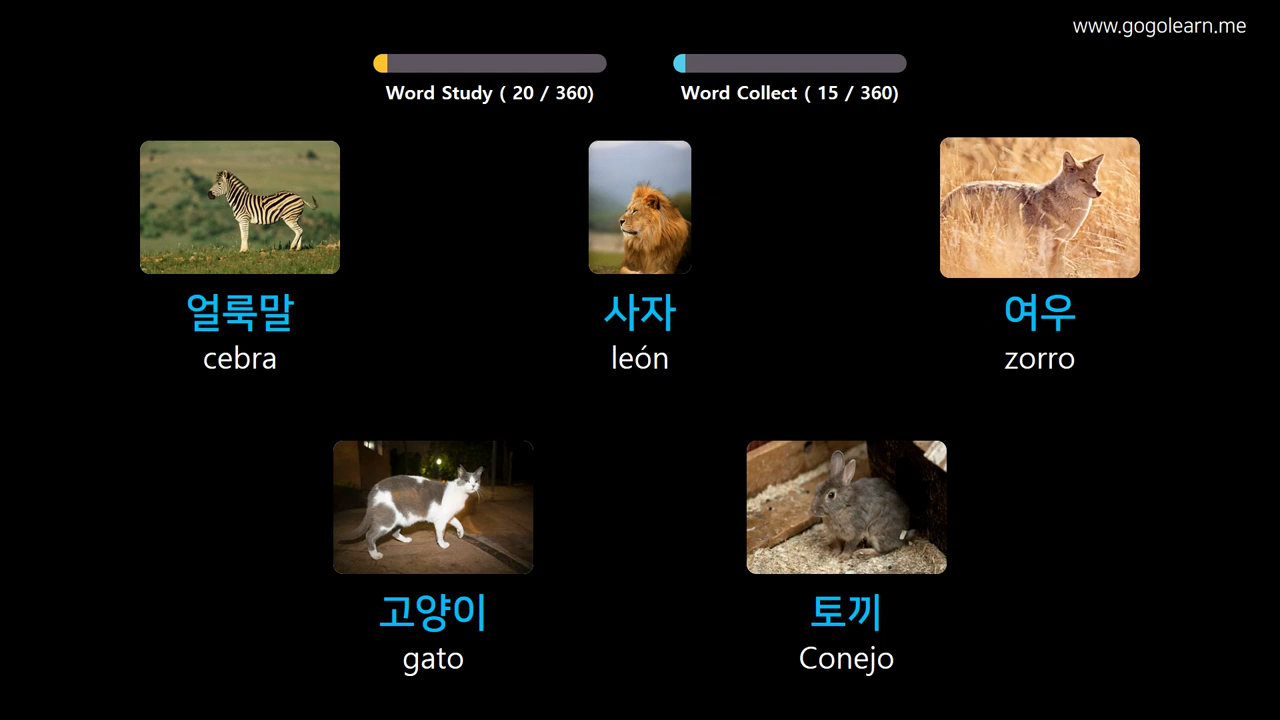 www.gogolearn.me
Word Study ( 20 / 360)
Word Collect ( 15 / 360)
얼룩말
cebra
사자
león
여우
zorro
고양이
gato
토끼
Conejo